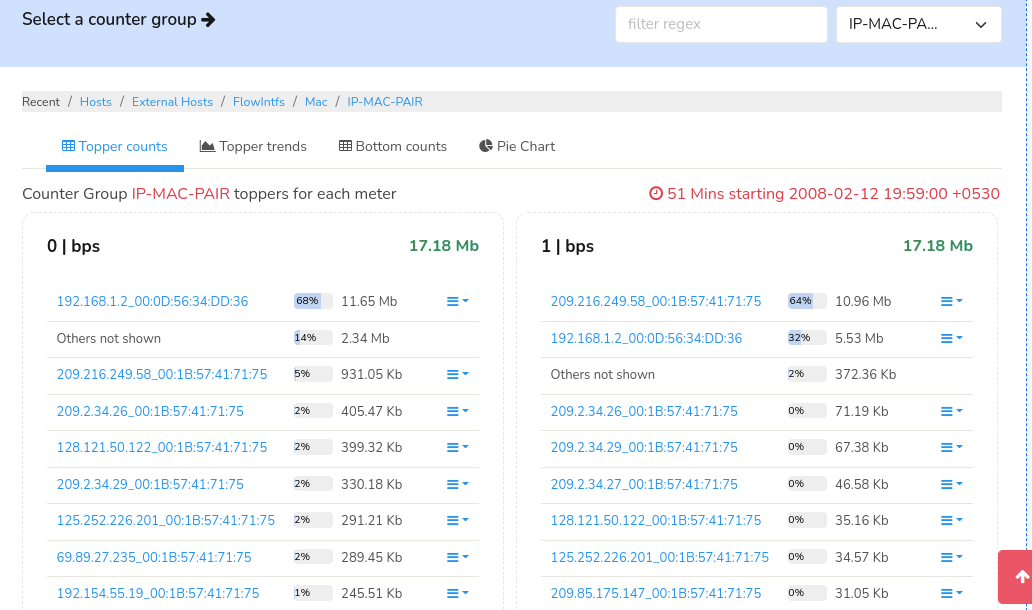 Select a counter group
filter regex
IP-MAC-PA...
Recent / Hosts / External Hosts / FlowIntfs / Mac / IP-MAC-PAIR
Topper counts Topper trends Bottom counts Pie Chart
Counter Group IP-MAC-PAIR toppers for each meter
51 Mins starting 2008-02-12 19:59:00 +0530
0 | bps 17.18 Mb
192.168.1.2_00:0D:56:34:DD:36 68% 11.65 Mb
Others not shown 14% 2.34 Mb
209.216.249.58_00:1B:57:41:71:75 5% 931.05 Kb
209.2.34.26_00:1B:57:41:71:75 2% 405.47 Kb
128.121.50.122_00:1B:57:41:71:75 2% 399.32 Kb
209.2.34.29_00:1B:57:41:71:75 2% 330.18 Kb
125.252.226.201_00:1B:57:41:71:75 2% 291.21 Kb
69.89.27.235_00:1B:57:41:71:75 2% 289.45 Kb
192.154.55.19_00:1B:57:41:71:75 1% 245.51 Kb
1 | bps 17.18 Mb
209.216.249.58_00:1B:57:41:71:75 64% 10.96 Mb
192.168.1.2_00:0D:56:34:DD:36 32% 5.53 Mb
Others not shown 2% 372.36 Kb
209.2.34.26_00:1B:57:41:71:75 0% 71.19 Kb
209.2.34.29_00:1B:57:41:71:75 0% 67.38 Kb
209.2.34.27_00:1B:57:41:71:75 0% 46.58 Kb
128.121.50.122_00:1B:57:41:71:75 0% 35.16 Kb
125.252.226.201_00:1B:57:41:71:75 0% 34.57 Kb
209.85.175.147_00:1B:57:41:71:75 0% 31.05 Kb